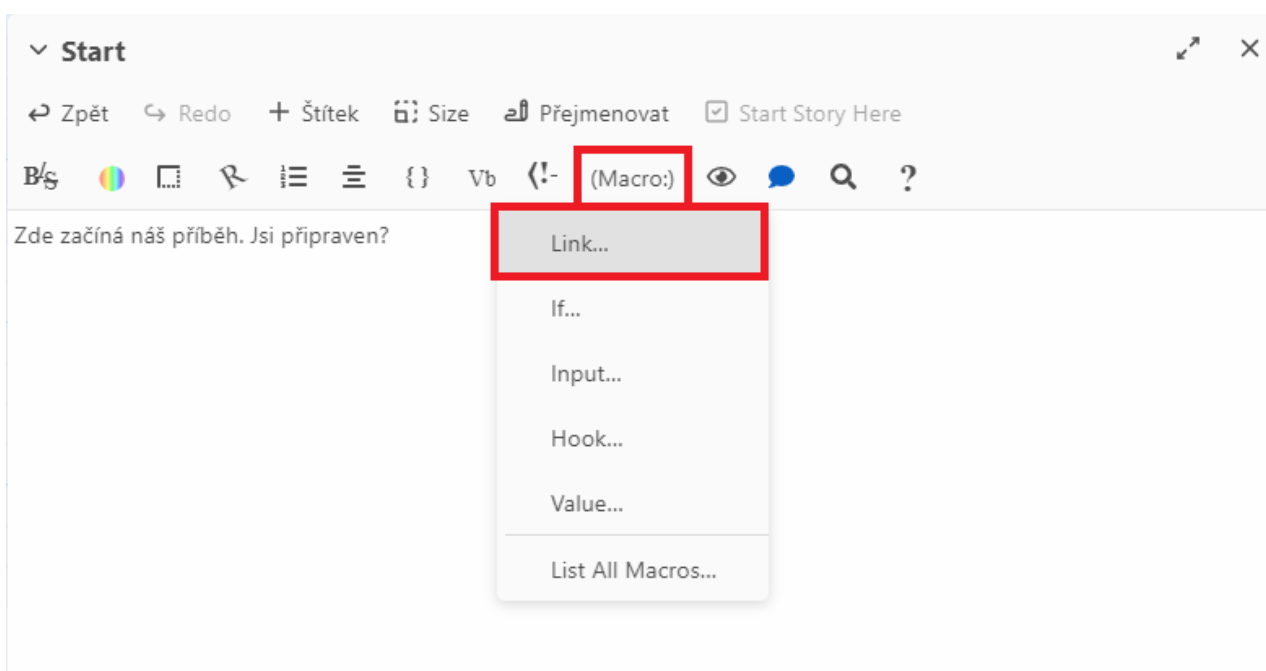 Start
Zpět Redo Štítek Size Přejmenovat Start Story Here
B/S R {} Vb (!- (Macro:) ?
Zde začíná náš příběh. Jsi připraven?
Link...
If...
Input...
Hook...
Value...
List All Macros...